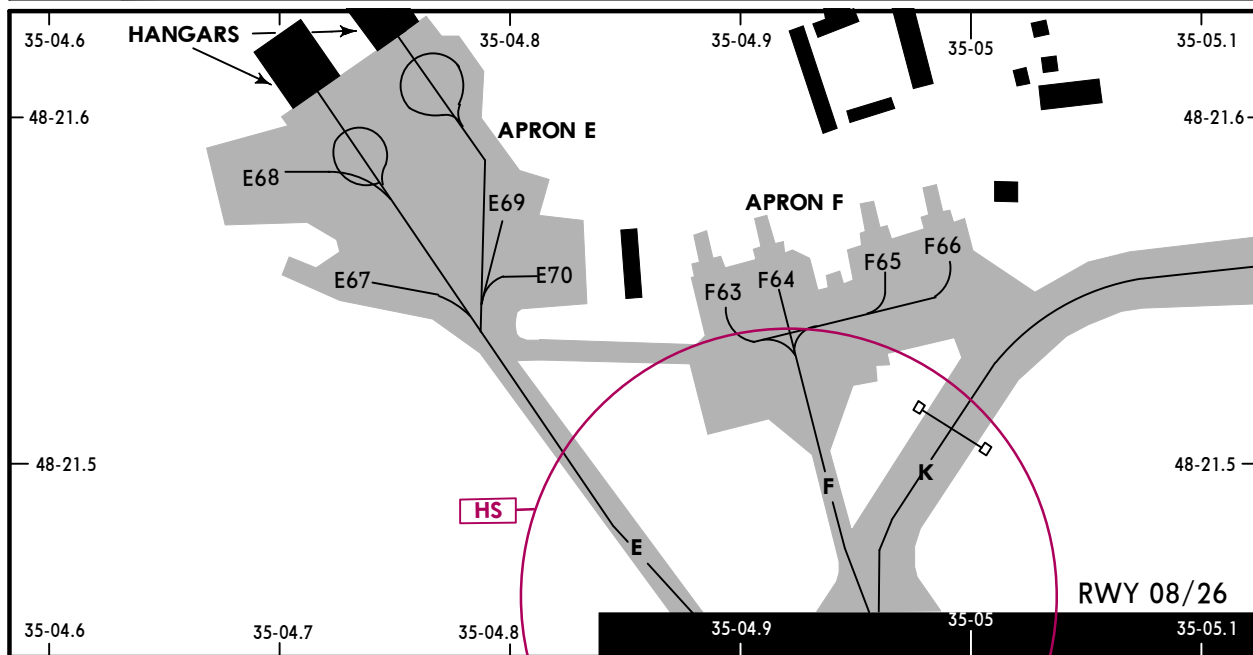 35-04.6
HANGARS
35-04.8
35-04.9
35-05
35-05.1
48-21.6
48-21.6
APRON E
E68
E69
APRON F
E67
E70
F63
F64
F65
F66
48-21.5
48-21.5
K
F
HS
E
RWY 08/26
35-04.6
35-04.7
35-04.8
35-04.9
35-05
35-05.1